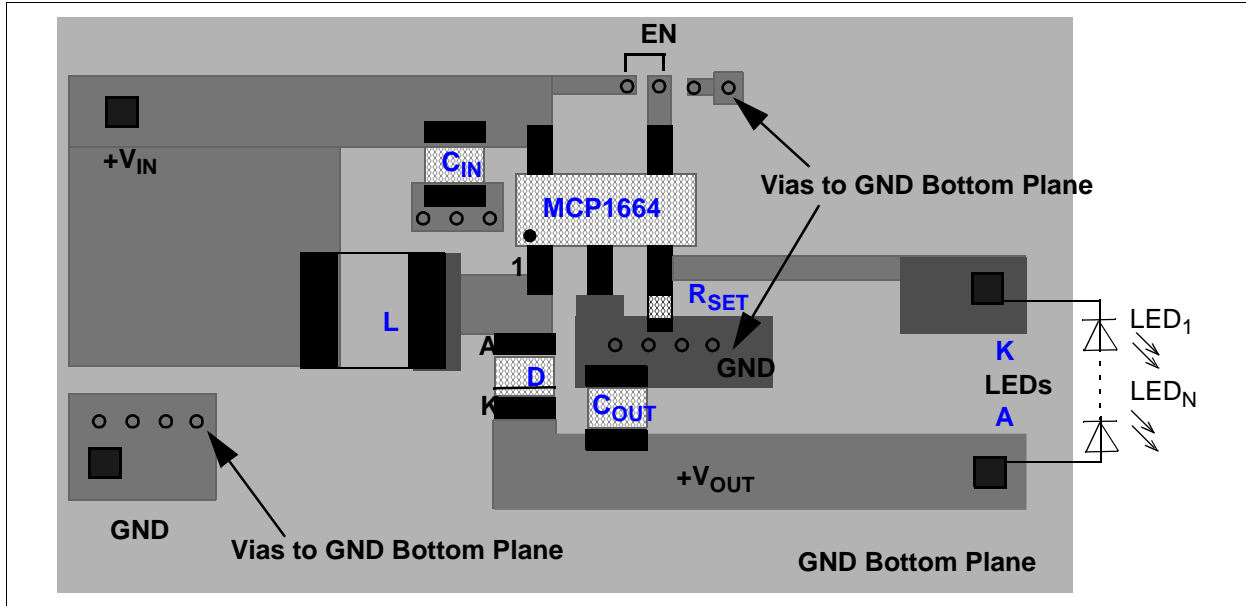 EN
+VIN
CIN
Vias to GND Bottom Plane
MCP1664
1
RSET
L
A
D
K
GND
COUT
K
LEDs
A
LED1
LEDN
+VOUT
GND
Vias to GND Bottom Plane
GND Bottom Plane